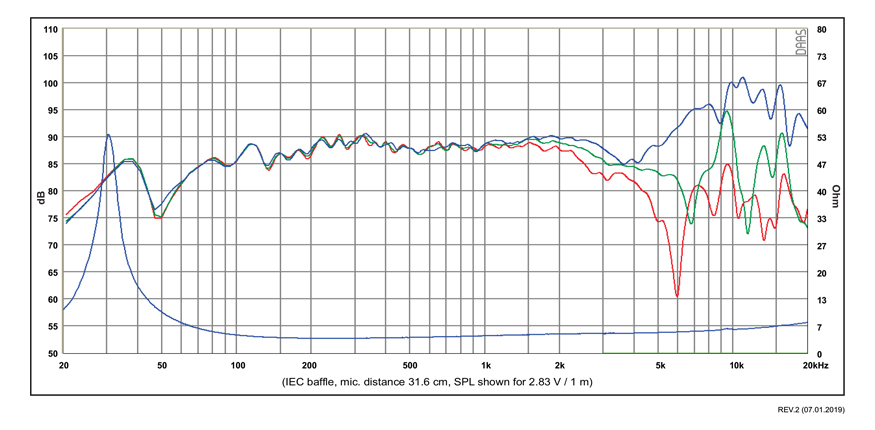 110 80
105 DAAS 73
100 67
95 60
90 53
85 47
80 40
dB Ohm
75 33
70 27
65 20
60 13
55 7
50 0
20 50 100 200 500 1k 2k 5k 10k 20kHz
(IEC baffle, mic. distance 31.6 cm, SPL shown for 2.83 V / 1 m)
REV.2 (07.01.2019)